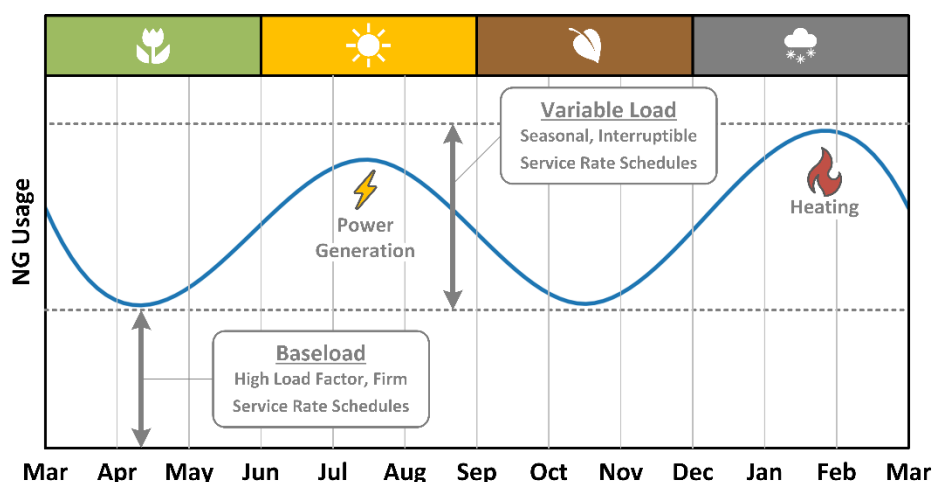 Variable Load
Seasonal, Interruptible
Service Rate Schedules
NG Usage
Power
Generation
Heating
Baseload
High Load Factor, Firm
Service Rate Schedules
Mar Apr May Jun Jul Aug Sep Oct Nov Dec Jan Feb Mar